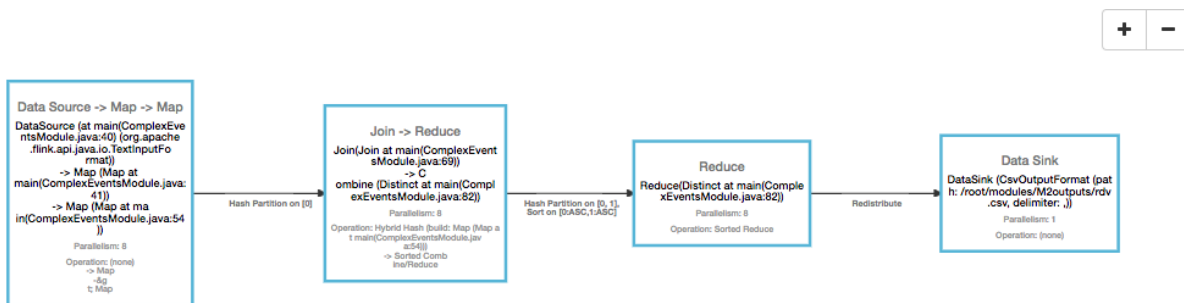 + −
Data Source -> Map -> Map
DataSource (at main(ComplexEve
ntsModule.java:40) (org.apache
.flink.api.java.io.TextInputFo
rmat))
-> Map (Map at
main(ComplexEventsModule.java:
41))
-> Map (Map at ma
in(ComplexEventsModule.java:54
))
Parallelism: 8
Operation: (none)
-> Map
-&g
t; Map
Hash Partition on [0]
Join -> Reduce
Join(Join at main(ComplexEvent
sModule.java:69))
-> C
ombine (Distinct at main(Compl
exEventsModule.java:82))
Parallelism: 8
Operation: Hybrid Hash (build: Map (Map a
t main(ComplexEventsModule.jav
a:54)))
-> Sorted Comb
ine/Reduce
Hash Partition on [0, 1],
Sort on [0:ASC,1:ASC]
Reduce
Reduce(Distinct at main(Comple
xEventsModule.java:82))
Parallelism: 8
Operation: Sorted Reduce
Redistribute
Data Sink
DataSink (CsvOutputFormat (pat
h: /root/modules/M2outputs/rdv
.csv, delimiter: ,))
Parallelism: 1
Operation: (none)